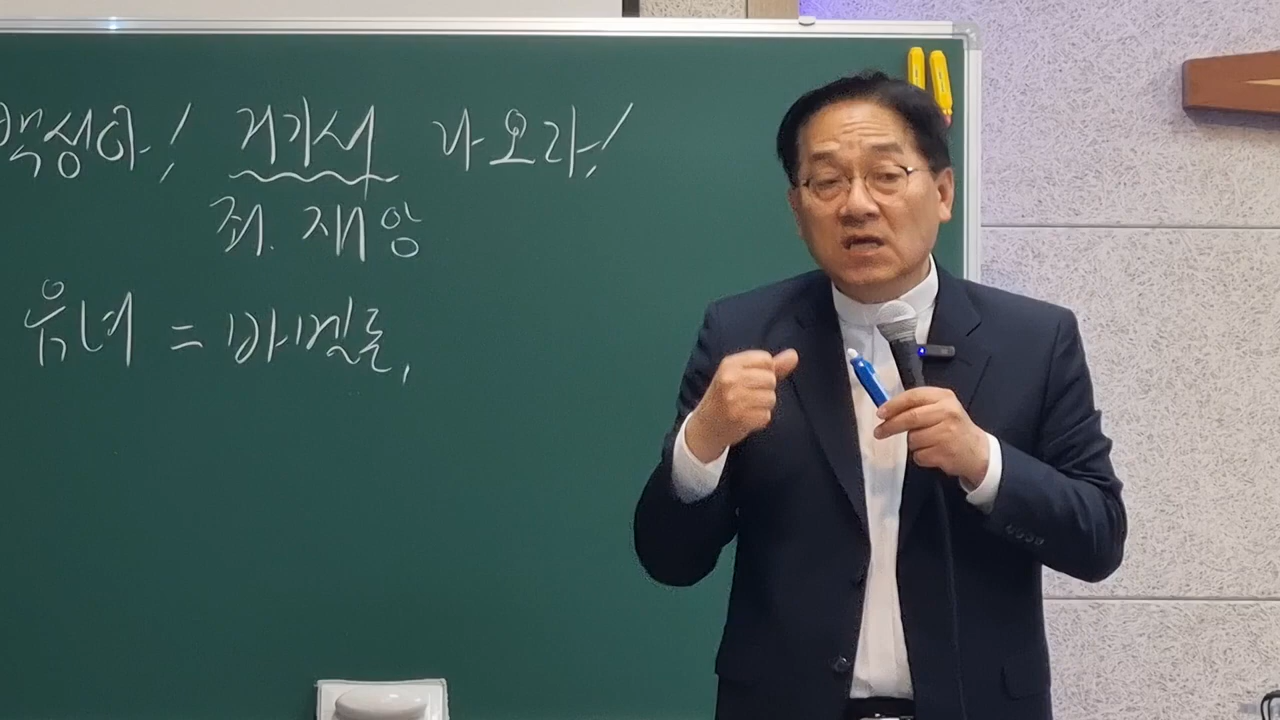 백성아! 거기서 나오라!
죄. 재앙
음녀 = 바벨론,